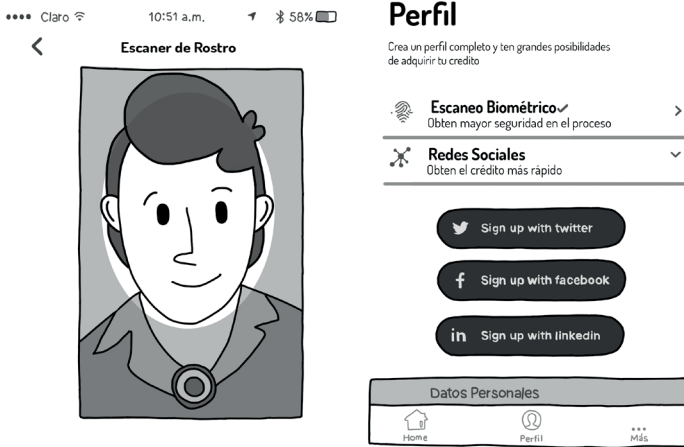 Claro
10:51 a.m.
58%
Escaner de Rostro
Perfil
Crea un perfil completo y ten grandes posibilidades
de adquirir tu credito
Escaneo Biométrico
Obten mayor seguridad en el proceso
Redes Sociales
Obten el crédito más rápido
Sign up with twitter
f Sign up with facebook
in Sign up with linkedin
Datos Personales
Home
Perfil
Más